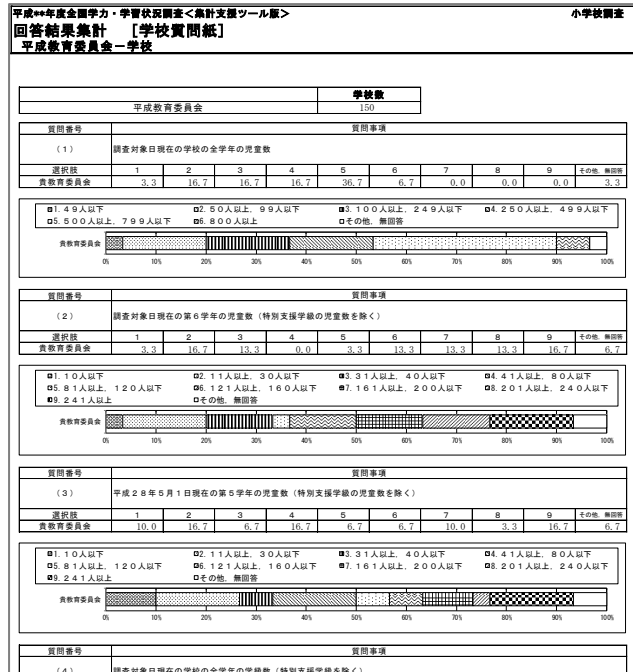 平成**年度全国学力・学習状況調査<集計支援ツール版>
小学校調査
回答結果集計 [学校質問紙]
平成教育委員会－学校
学校数
平成教育委員会 150
質問番号 質問事項
(1) 調査対象日現在の学校の全学年の児童数
選択肢 1 2 3 4 5 6 7 8 9 その他,無回答
貴教育委員会 3.3 16.7 16.7 16.7 36.7 6.7 0.0 0.0 0.0 3.3
1.49人以下 2.50人以上，99人以下 3.100人以上，249人以下 4.250人以上，499人以下
5.500人以上，799人以下 6.800人以上 その他，無回答
貴教育委員会
0% 10% 20% 30% 40% 50% 60% 70% 80% 90% 100%
質問番号 質問事項
(2) 調査対象日現在の第6学年の児童数（特別支援学級の児童数を除く）
選択肢 1 2 3 4 5 6 7 8 9 その他,無回答
貴教育委員会 3.3 16.7 13.3 0.0 3.3 13.3 13.3 13.3 16.7 6.7
1.10人以下 2.11人以上，30人以下 3.31人以上，40人以下 4.41人以上，80人以下
5.81人以上，120人以下 6.121人以上，160人以下 7.161人以上，200人以下 8.201人以上，240人以下
9.241人以上 その他，無回答
貴教育委員会
0% 10% 20% 30% 40% 50% 60% 70% 80% 90% 100%
質問番号 質問事項
(3) 平成28年5月1日現在の第5学年の児童数（特別支援学級の児童数を除く）
選択肢 1 2 3 4 5 6 7 8 9 その他,無回答
貴教育委員会 10.0 16.7 6.7 16.7 6.7 6.7 10.0 3.3 16.7 6.7
1.10人以下 2.11人以上，30人以下 3.31人以上，40人以下 4.41人以上，80人以下
5.81人以上，120人以下 6.121人以上，160人以下 7.161人以上，200人以下 8.201人以上，240人以下
9.241人以上 その他，無回答
貴教育委員会
0% 10% 20% 30% 40% 50% 60% 70% 80% 90% 100%
質問番号 質問事項
(4) 調査対象日現在の学校の全学年の学級数（特別支援学級を除く）